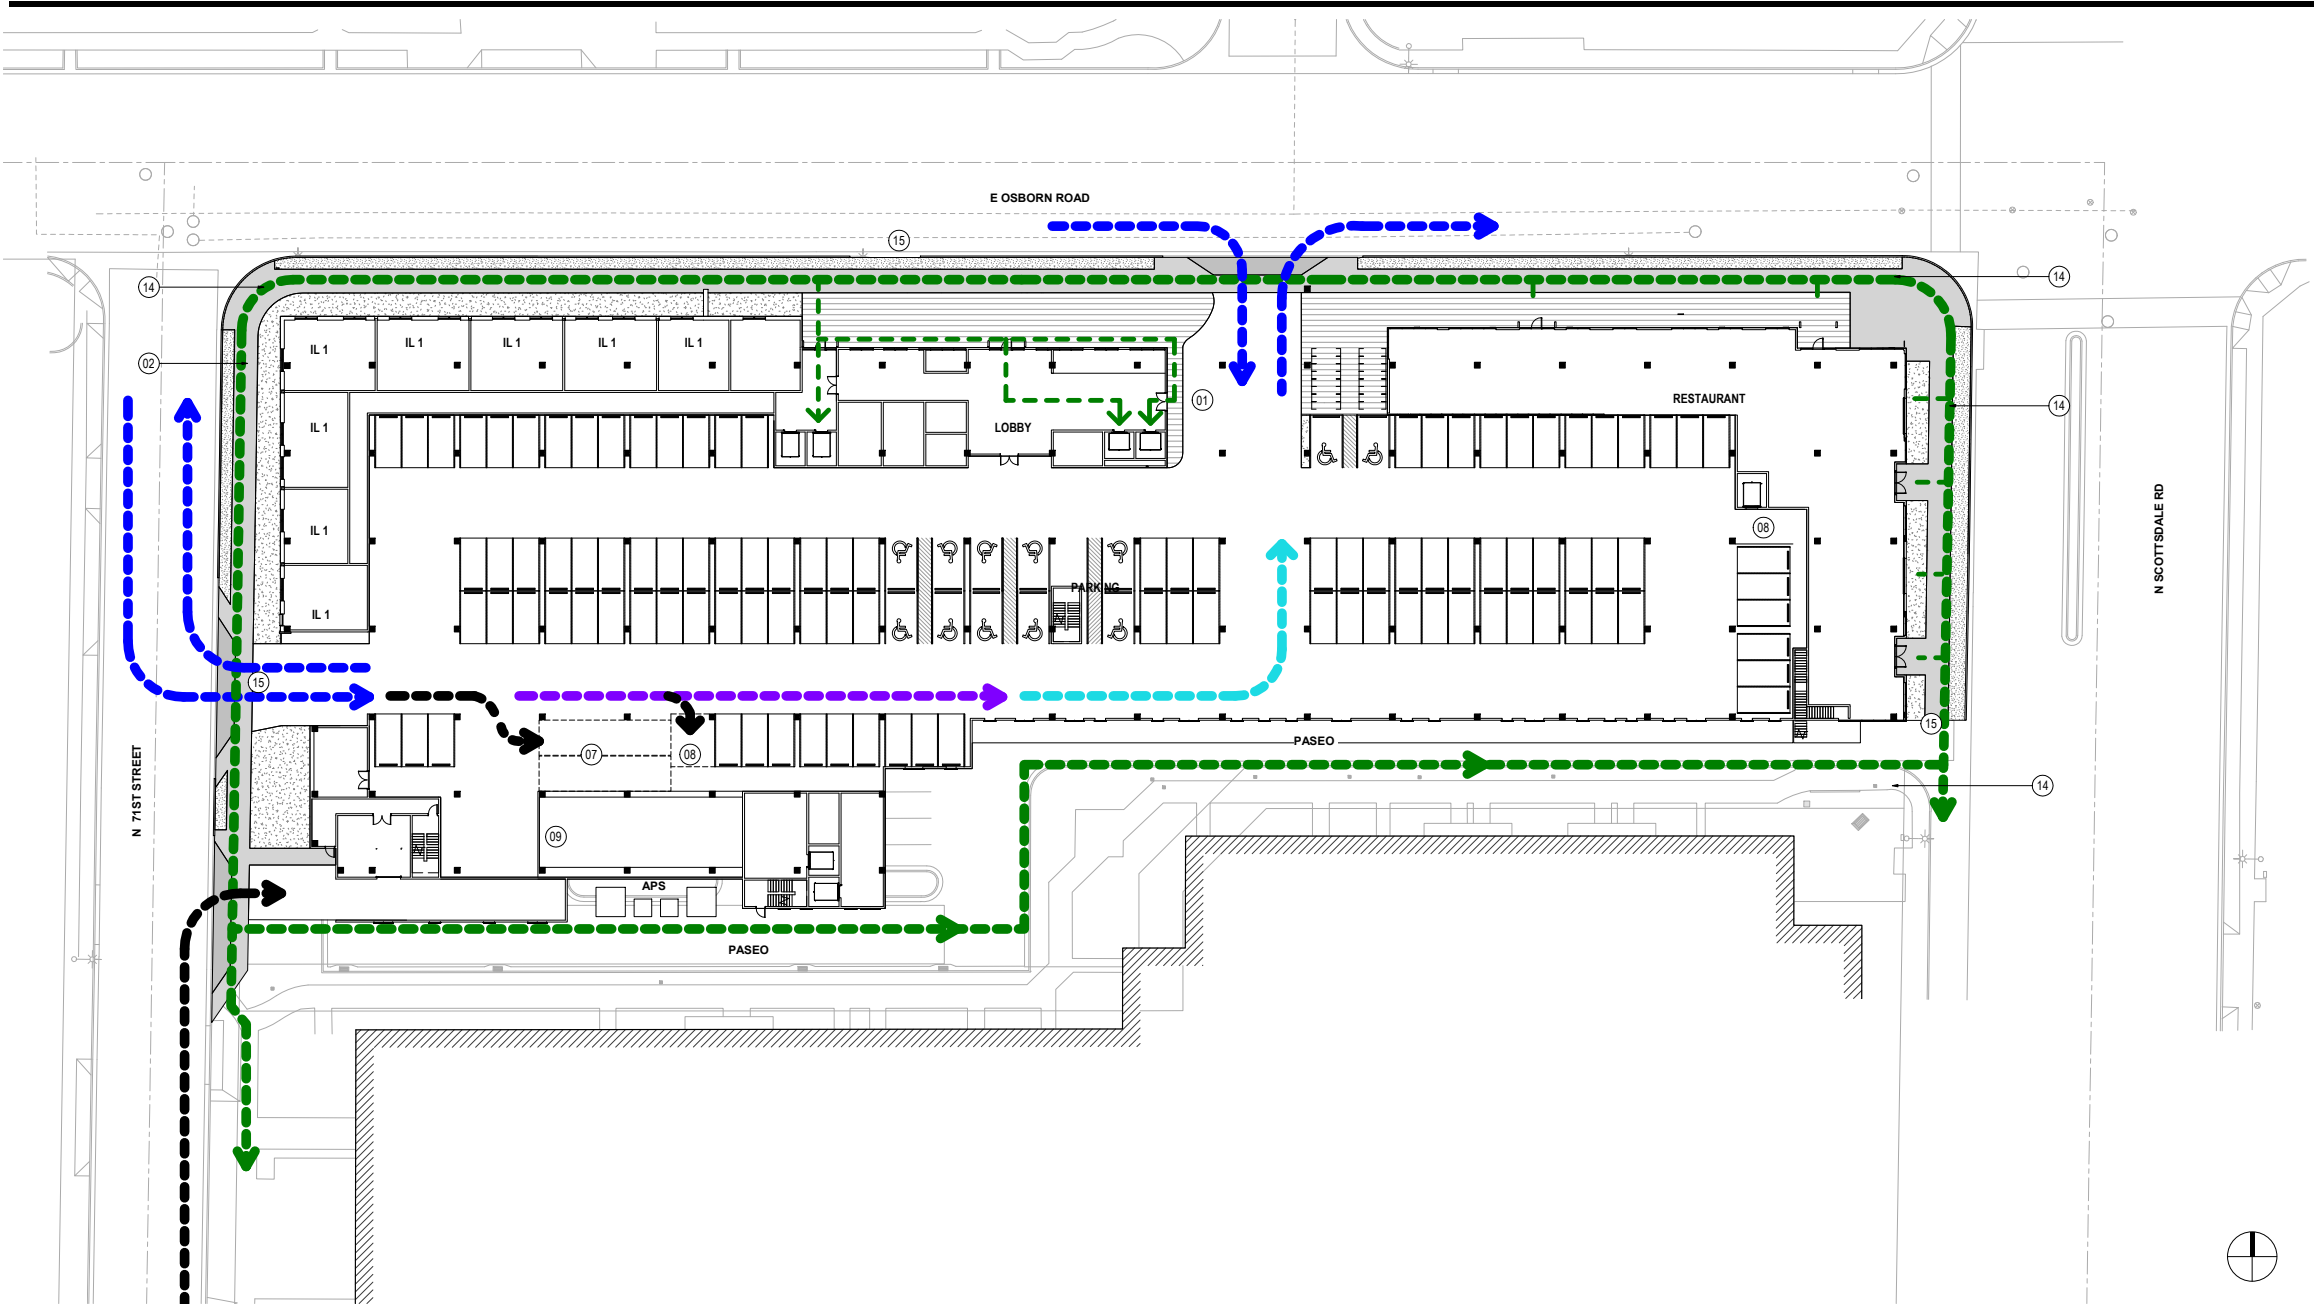 E OSBORN ROAD
15
14
14
02
IL 1
IL 1
IL 1
IL 1
IL 1
01
RESTAURANT
14
IL 1
LOBBY
IL 1
08
N SCOTTSDALE RD
PARKING
IL 1
15
15
PASEO
07
08
N 71ST STREET
14
09
APS
PASEO